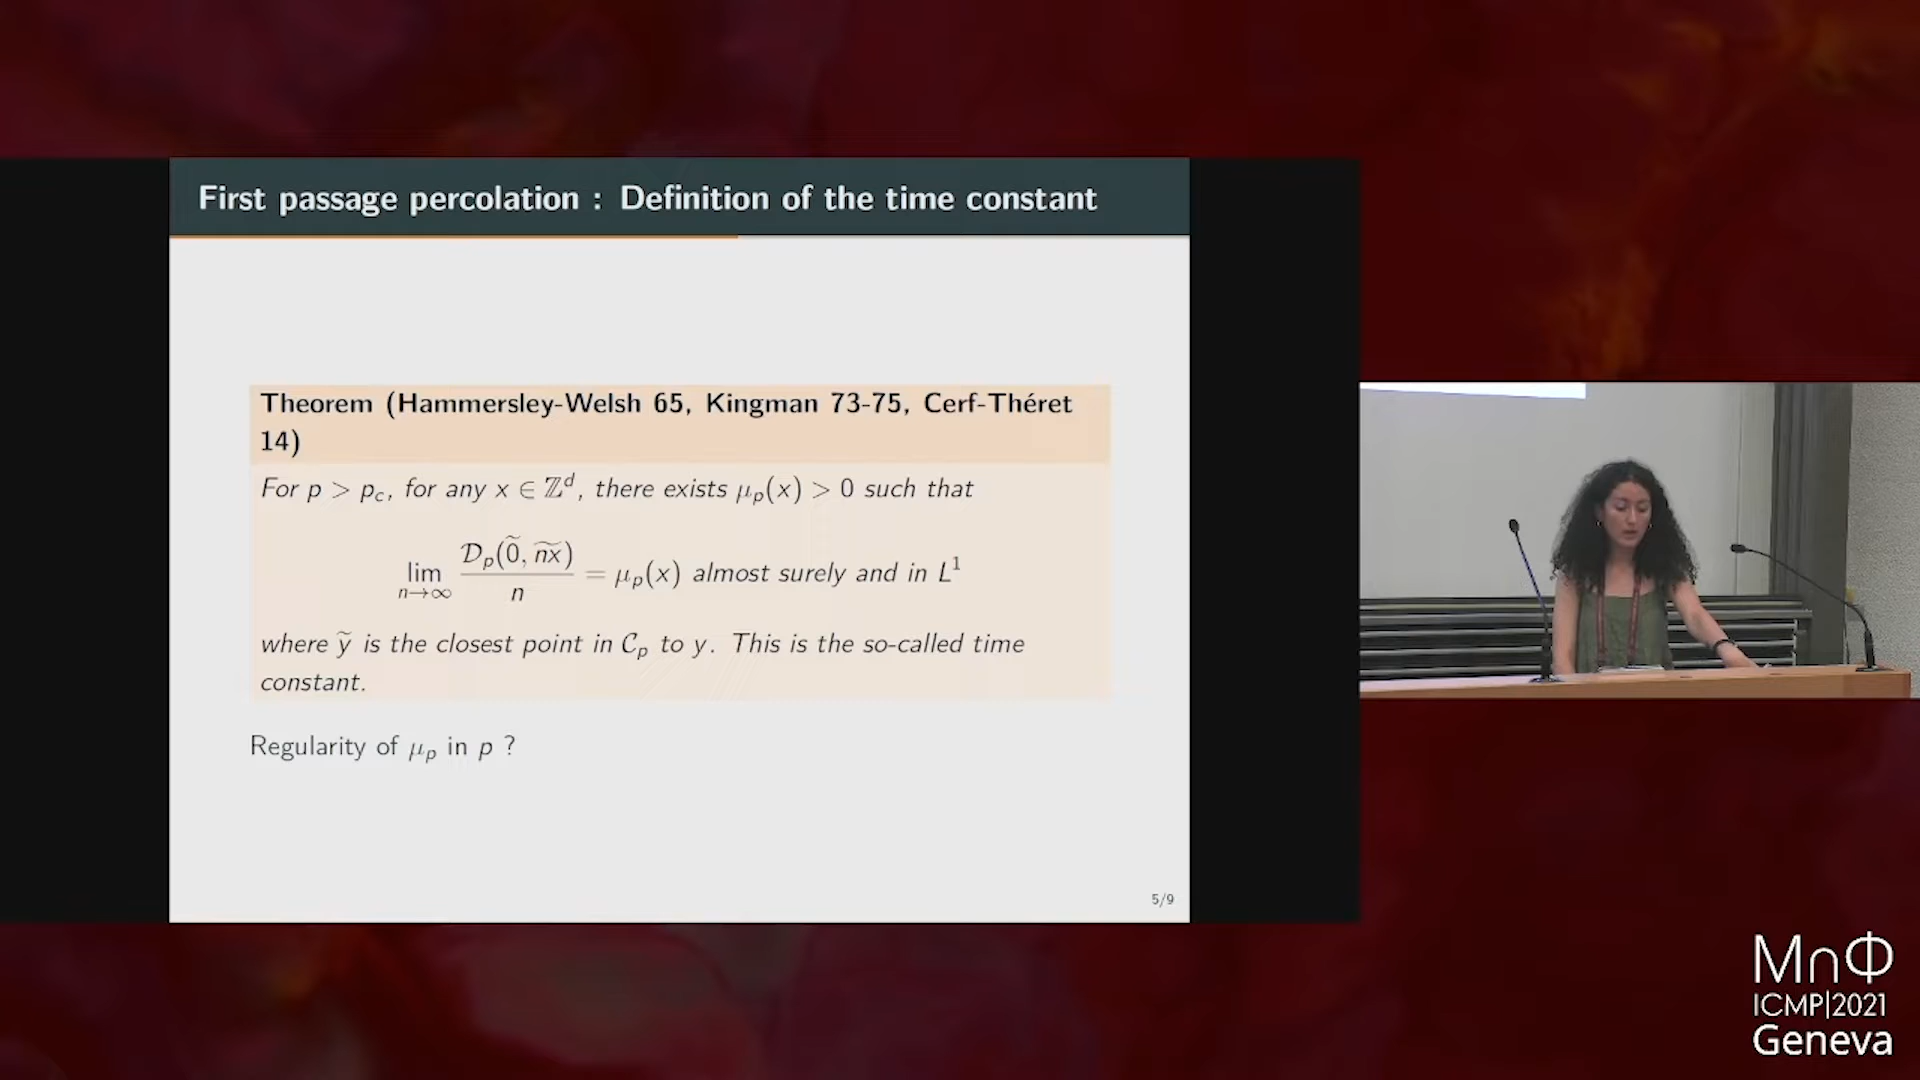 First passage percolation : Definition of the time constant
Theorem (Hammersley-Welsh 65, Kingman 73-75, Cerf-Théret
14)
For p > p_c, for any x ∈ ℤ^d, there exists μ_p(x) > 0 such that
lim_{n→∞} 𝒟_p(0̃, ñx̃)/n = μ_p(x) almost surely and in L^1
where ỹ is the closest point in 𝒞_p to y. This is the so-called time
constant.
Regularity of μ_p in p ?
5/9
M∩Φ
ICMP|2021
Geneva